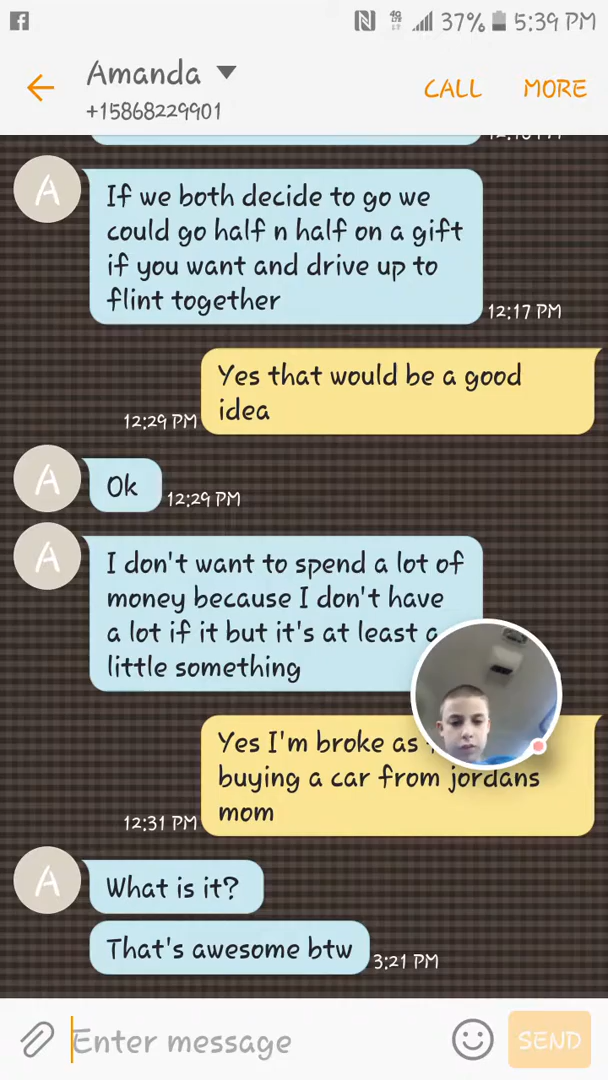 37% 5:39 PM
Amanda
+15868229901
CALL MORE
A
If we both decide to go we
could go half n half on a gift
if you want and drive up to
flint together
12:17 PM
Yes that would be a good
idea
12:29 PM
A
Ok
12:29 PM
A
I don't want to spend a lot of
money because I don't have
a lot if it but it's at least a
little something
Yes I'm broke as
buying a car from jordans
mom
12:31 PM
A
What is it?
That's awesome btw
3:21 PM
Enter message
SEND